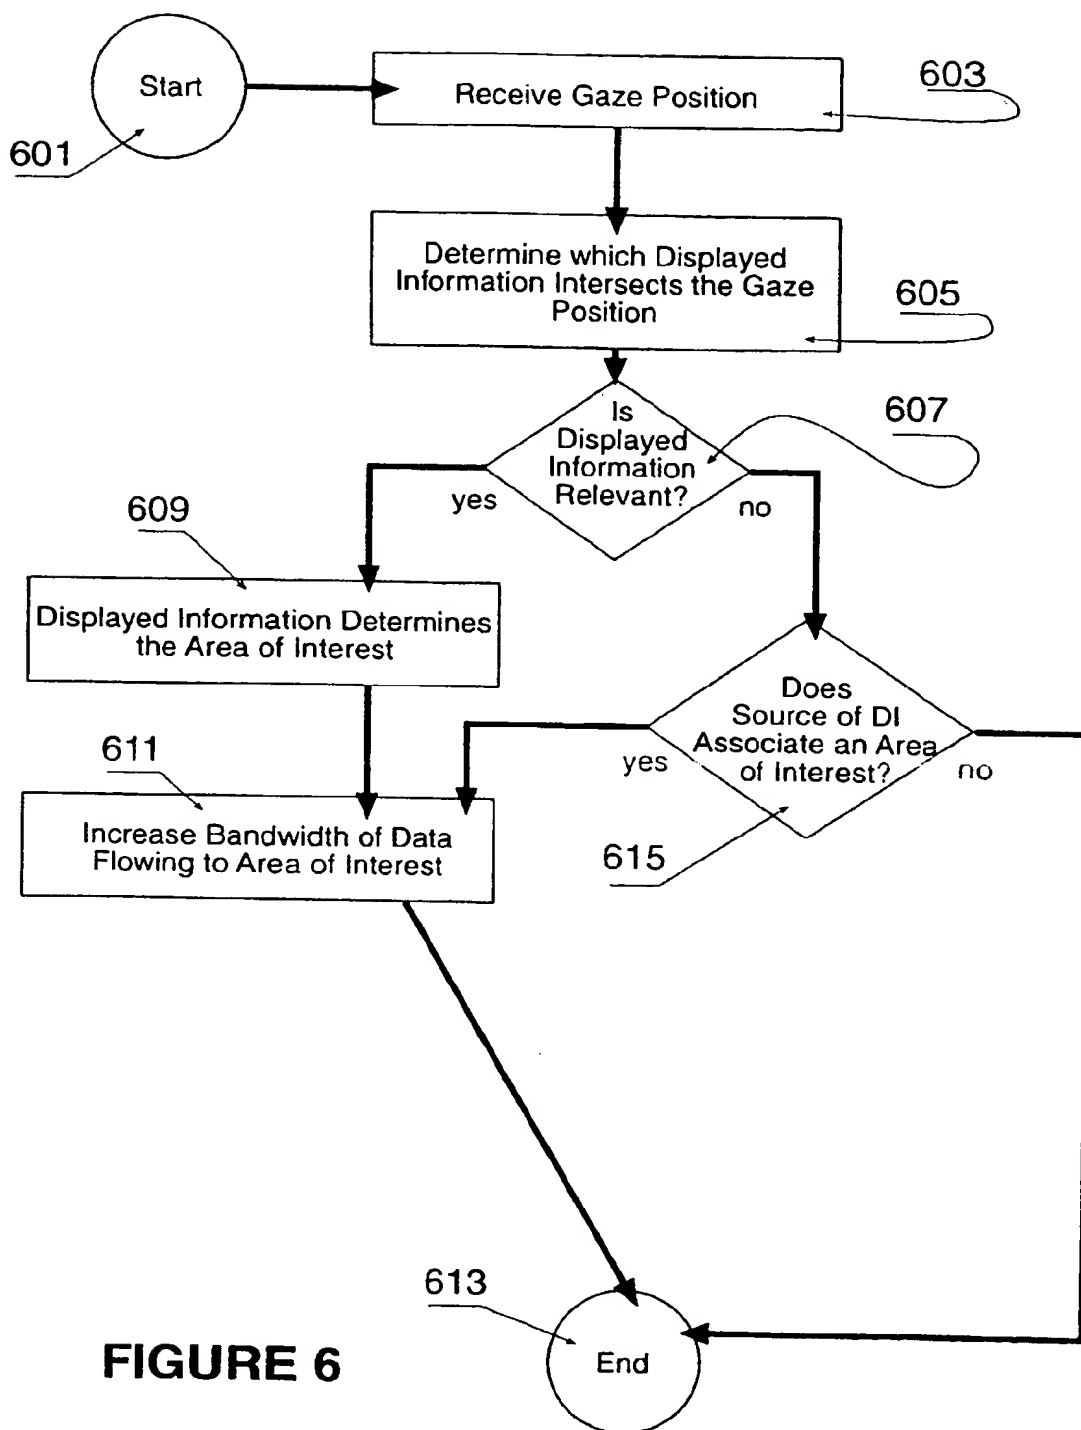 Start
601
Receive Gaze Position
603
Determine which Displayed
Information Intersects the Gaze
Position
605
Is
Displayed
Information
Relevant?
607
yes
no
609
Displayed Information Determines
the Area of Interest
Does
Source of DI
Associate an Area
of Interest?
yes
no
611
Increase Bandwidth of Data
Flowing to Area of Interest
615
613
End
FIGURE 6